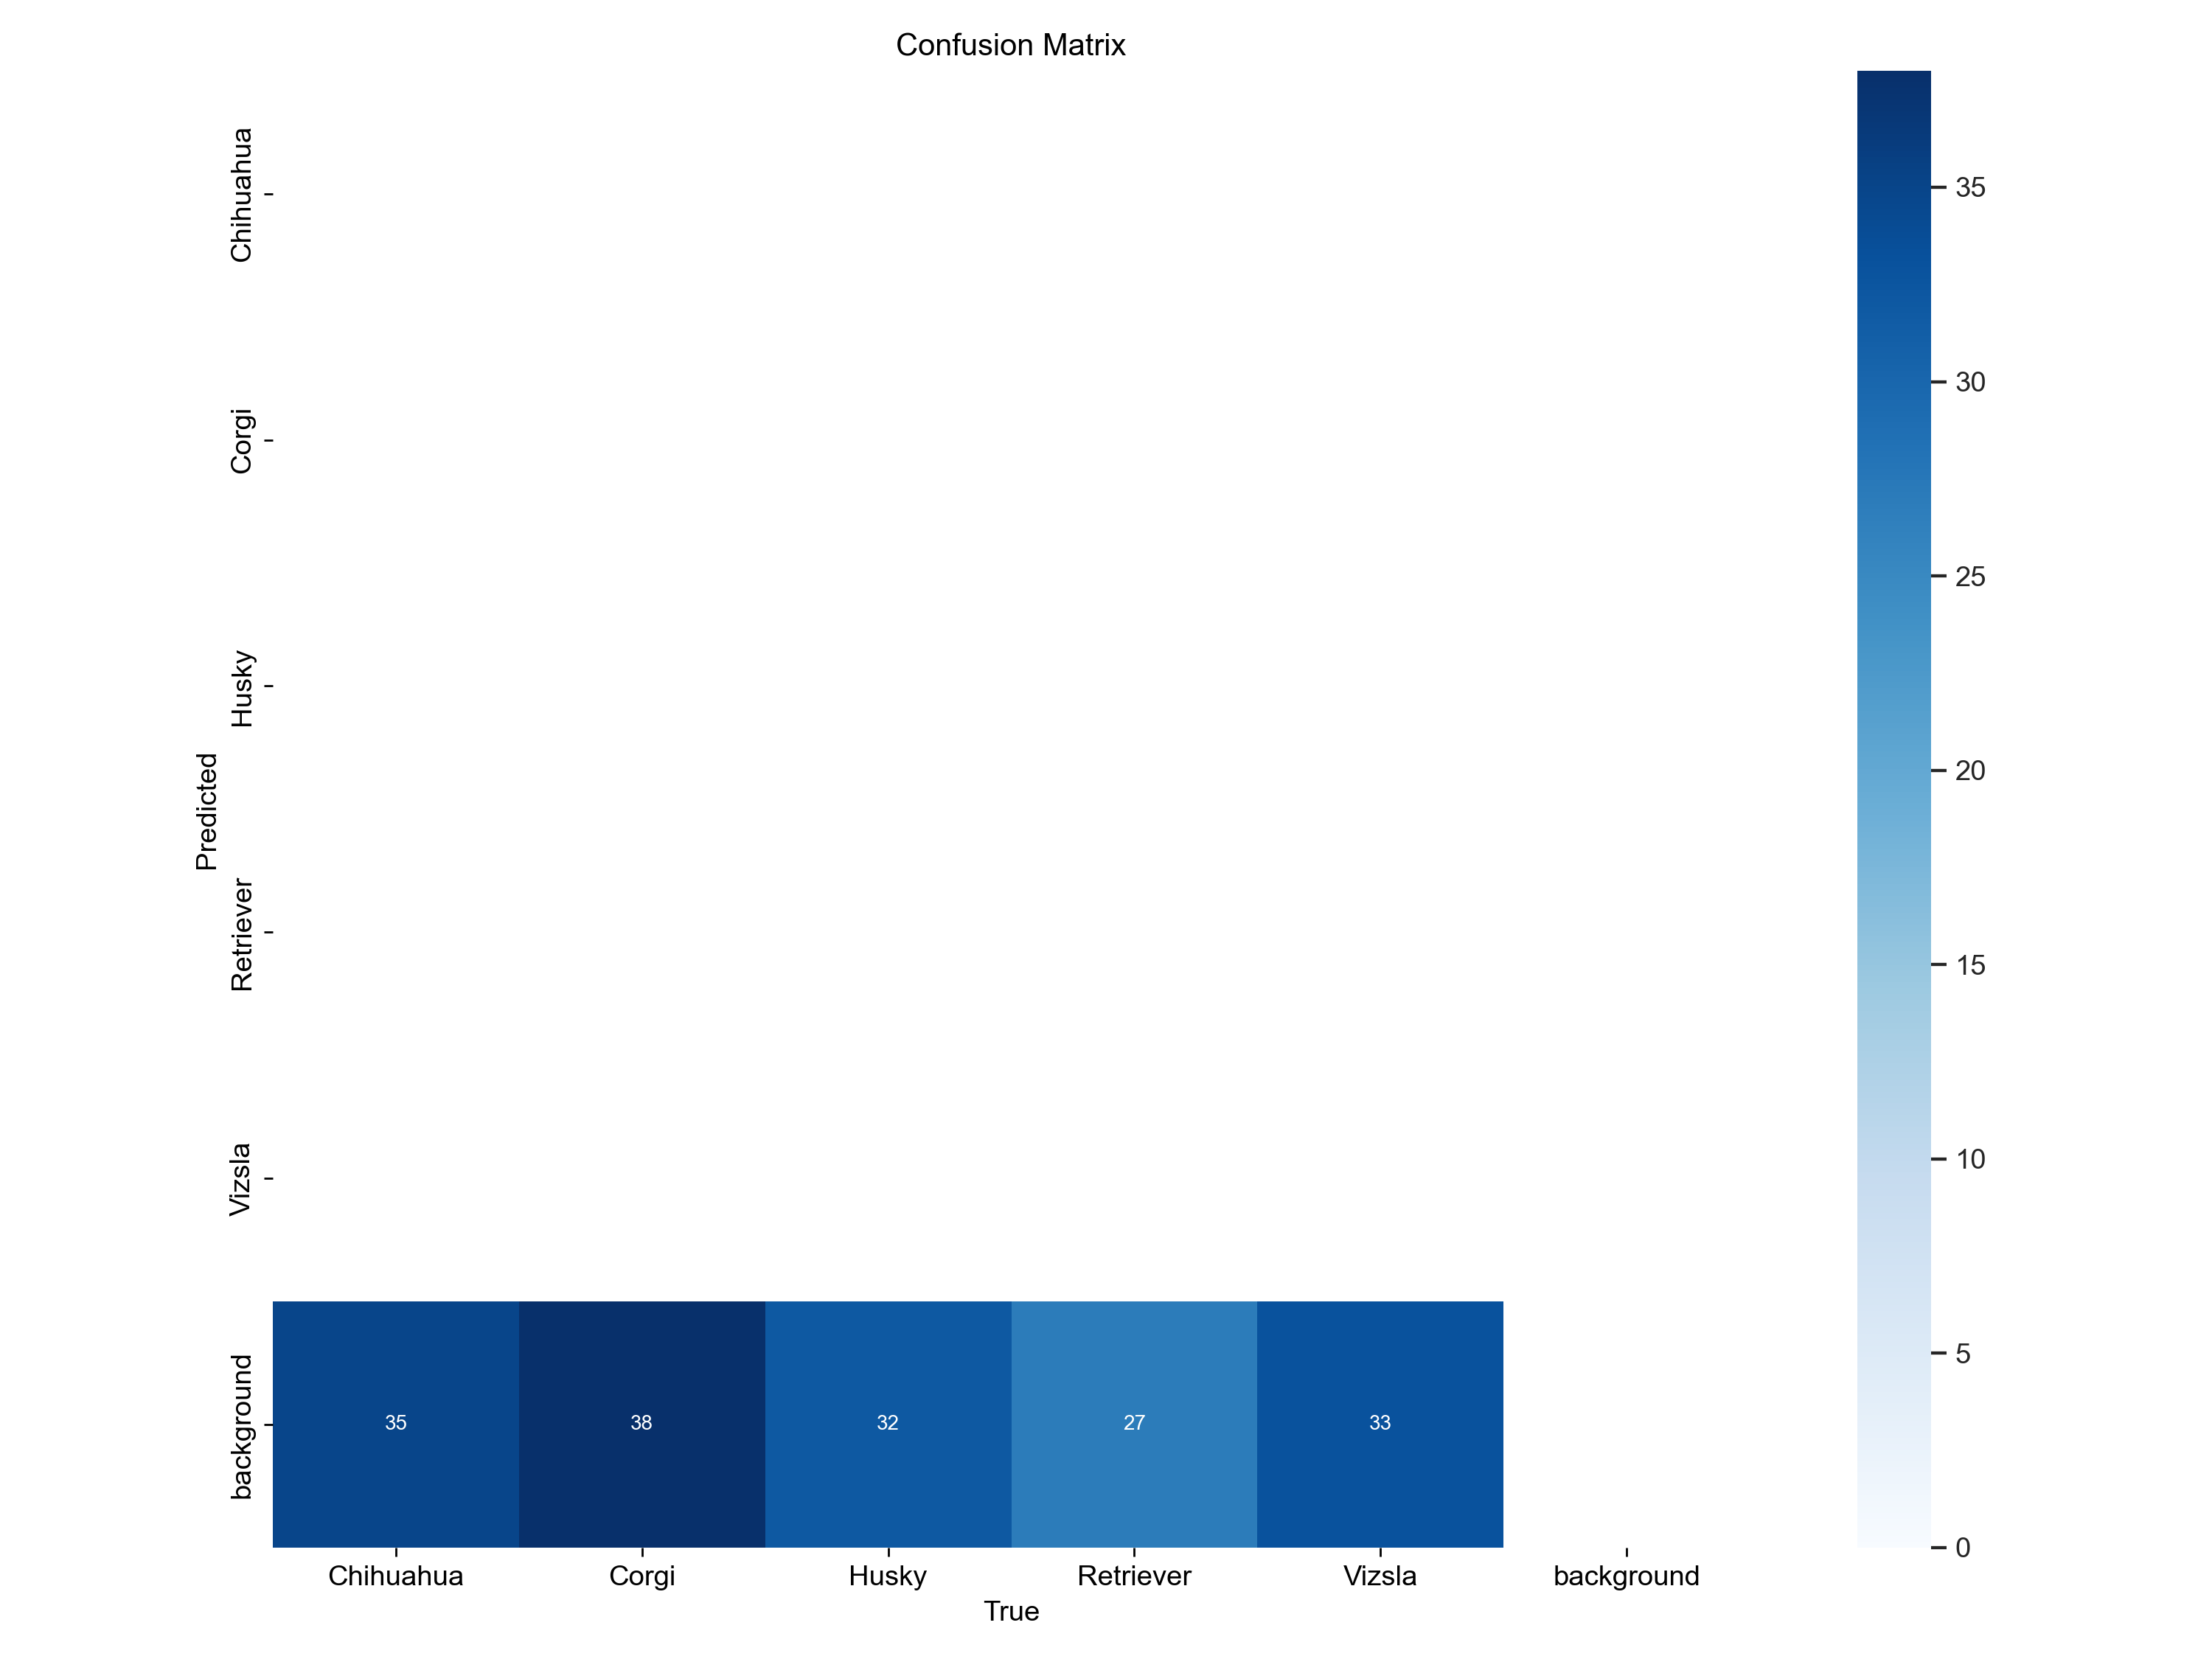 Confusion Matrix
Chihuahua
Corgi
Husky
Retriever
Vizsla
background
Predicted
35 38 32 27 33
Chihuahua Corgi Husky Retriever Vizsla background
True
35
30
25
20
15
10
5
0